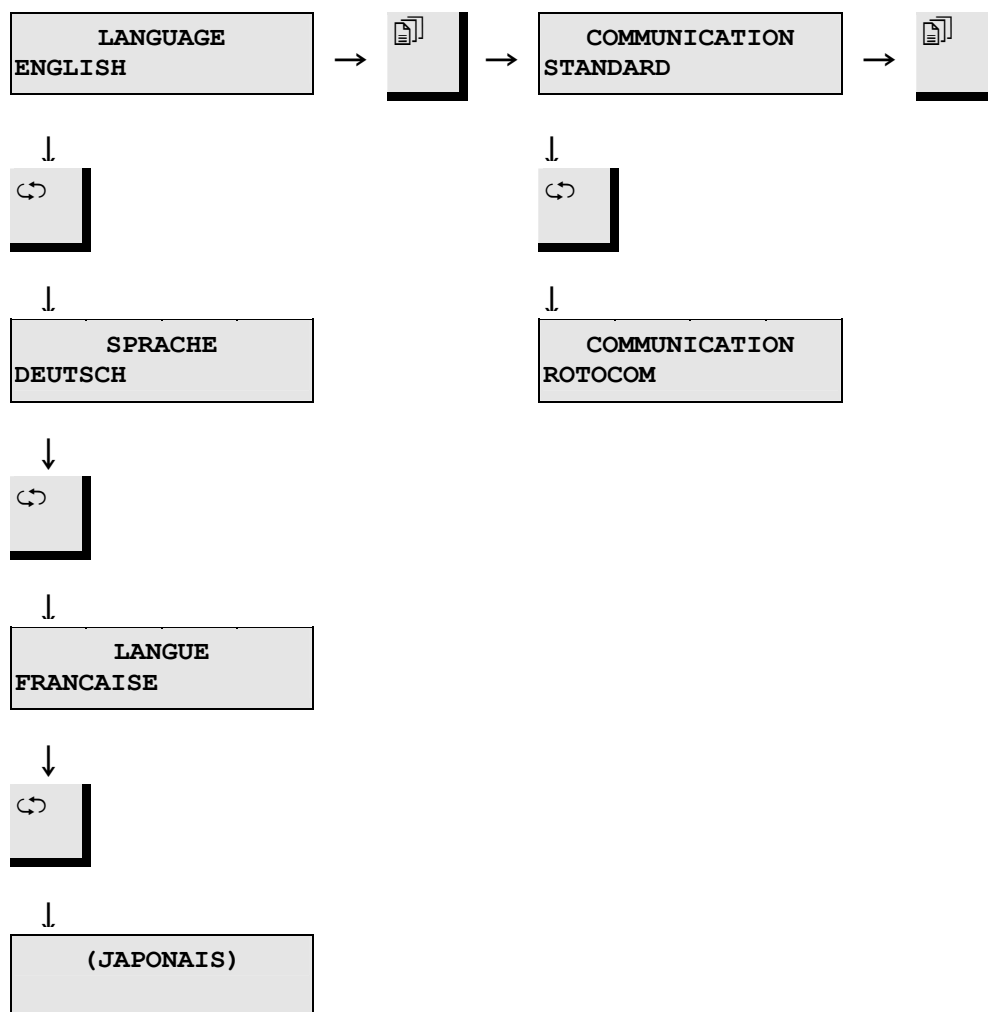 LANGUAGE
ENGLISH
COMMUNICATION
STANDARD
SPRACHE
DEUTSCH
COMMUNICATION
ROTOCOM
LANGUE
FRANCAISE
(JAPONAIS)